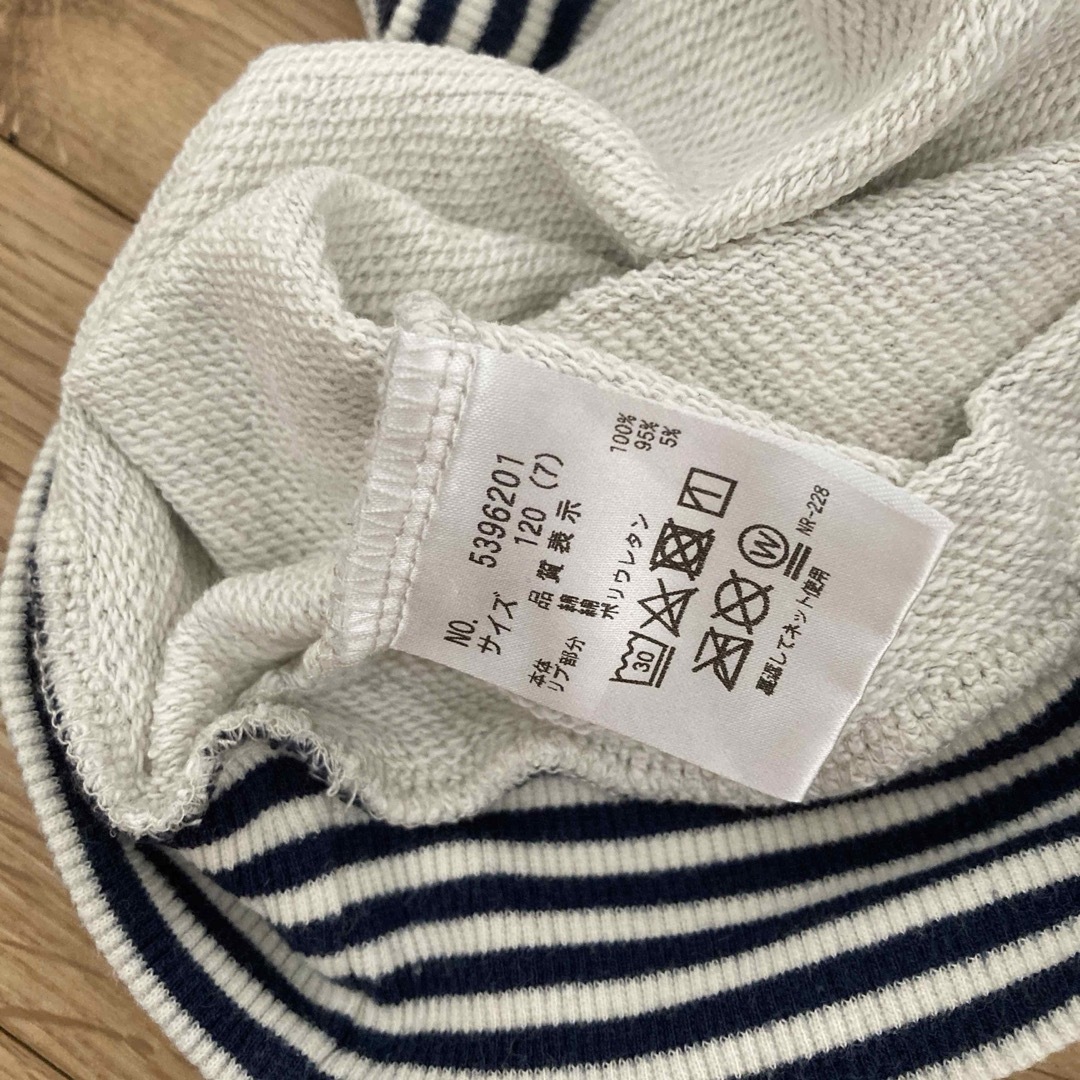 NO. 5396201
サイズ 120 (7)
品質表示
本体 綿 100%
リブ部分 綿 95%
ポリウレタン 5%
30
W
裏返してネット使用
NR-228